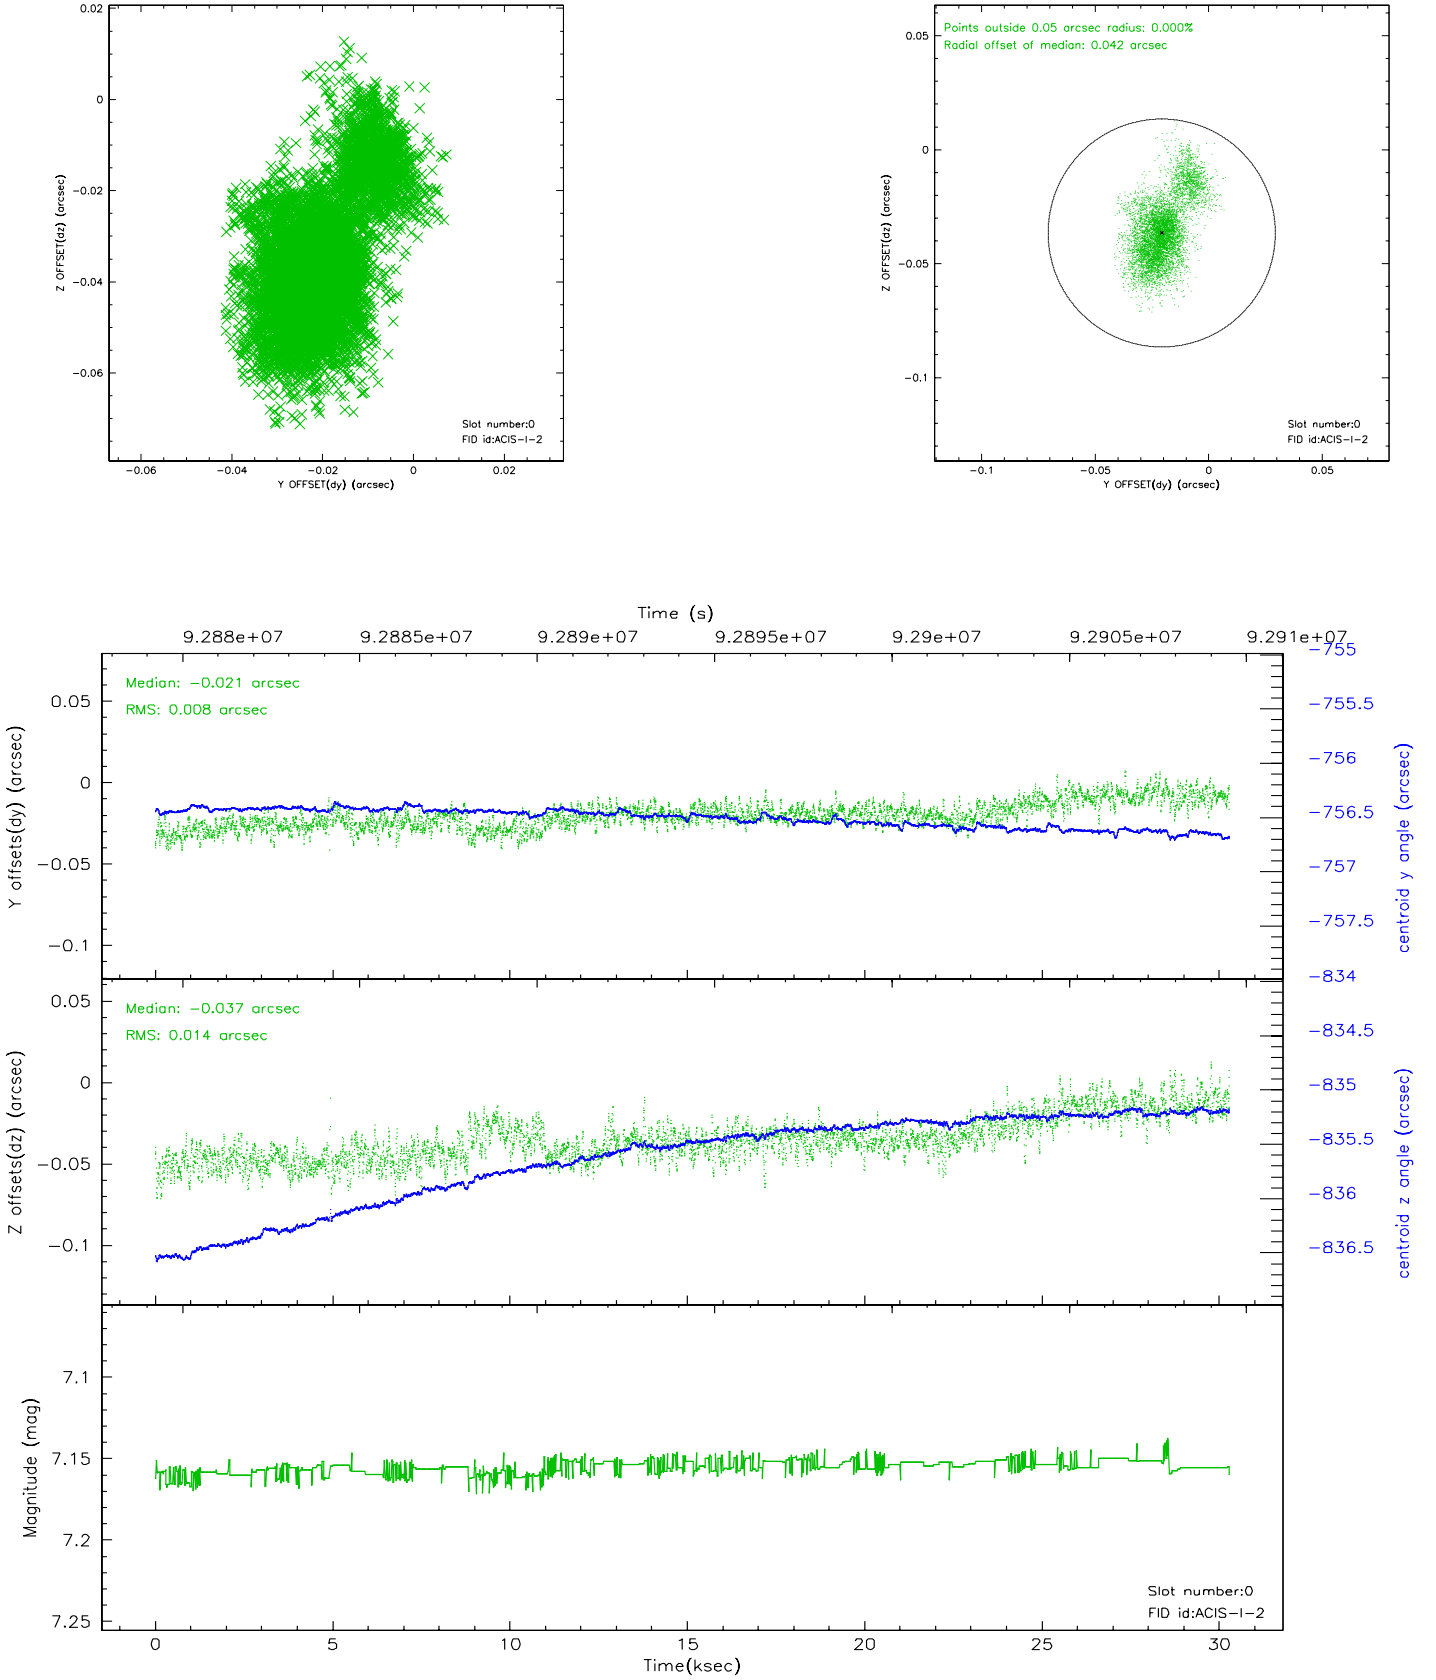 0.02
0
−0.02
−0.04
−0.06
Z OFFSET(dz) (arcsec)
−0.06 −0.04 −0.02 0 0.02
Y OFFSET(dy) (arcsec)
Slot number:0
FID id:ACIS−I−2
Points outside 0.05 arcsec radius: 0.000%
Radial offset of median: 0.042 arcsec
0.05
0
−0.05
−0.1
Z OFFSET(dz) (arcsec)
−0.1 −0.05 0 0.05
Y OFFSET(dy) (arcsec)
Slot number:0
FID id:ACIS−I−2
Time (s)
9.288e+07 9.2885e+07 9.289e+07 9.2895e+07 9.29e+07 9.2905e+07 9.291e+07
Median: −0.021 arcsec
RMS: 0.008 arcsec
0.05
0
−0.05
−0.1
Y offsets(dy) (arcsec)
−755
−755.5
−756
−756.5
−757
−757.5
centroid y angle (arcsec)
Median: −0.037 arcsec
RMS: 0.014 arcsec
0.05
0
−0.05
−0.1
Z offsets(dz) (arcsec)
−834
−834.5
−835
−835.5
−836
−836.5
centroid z angle (arcsec)
7.1
7.15
7.2
7.25
Magnitude (mag)
Slot number:0
FID id:ACIS−I−2
0 5 10 15 20 25 30
Time(ksec)